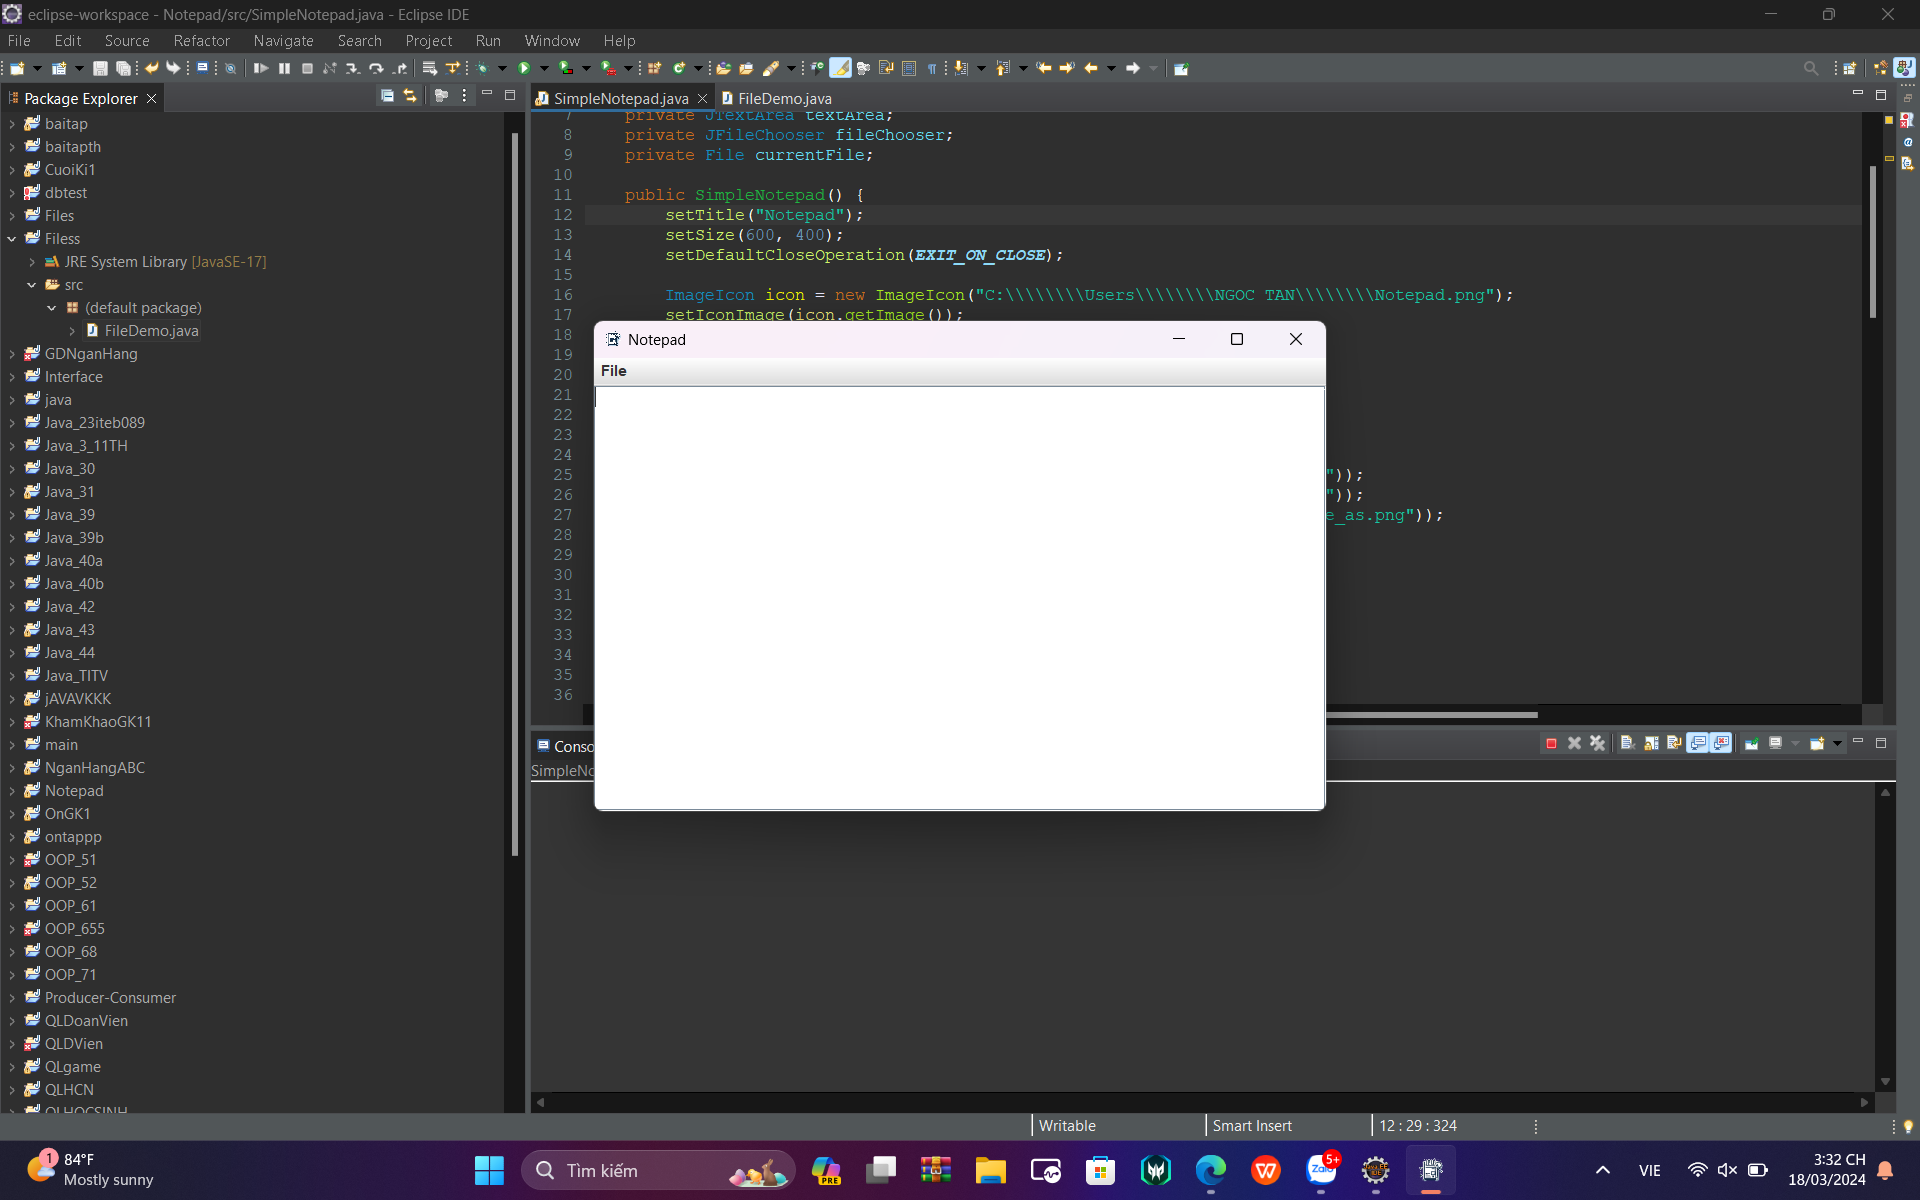 eclipse-workspace - Notepad/src/SimpleNotepad.java - Eclipse IDE
File Edit Source Refactor Navigate Search Project Run Window Help
Package Explorer
SimpleNotepad.java FileDemo.java
baitap
baitapth
CuoiKi1
dbtest
Files
Filess
JRE System Library [JavaSE-17]
src
(default package)
FileDemo.java
GDNganHang
Interface
java
Java_23iteb089
Java_3_11TH
Java_30
Java_31
Java_39
Java_39b
Java_40a
Java_40b
Java_42
Java_43
Java_44
Java_TITV
jAVAVKKK
KhamKhaoGK11
main
NganHangABC
Notepad
OnGK1
ontappp
OOP_51
OOP_52
OOP_61
OOP_655
OOP_68
OOP_71
Producer-Consumer
QLDoanVien
QLDVien
QLgame
QLHCN
QLHOCSINH
7 private JTextArea textArea;
8 private JFileChooser fileChooser;
9 private File currentFile;
10
11 public SimpleNotepad() {
12 setTitle("Notepad");
13 setSize(600, 400);
14 setDefaultCloseOperation(EXIT_ON_CLOSE);
15
16 ImageIcon icon = new ImageIcon("C:\\\\\\\\Users\\\\\\\\NGOC TAN\\\\\\\\Notepad.png");
17 setIconImage(icon.getImage());
18
19
20
21
22
23
24
25 "));
26 "));
27 e_as.png"));
28
29
30
31
32
33
34
35
36
Notepad
File
Conso
SimpleNo
Writable Smart Insert 12 : 29 : 324
1
84°F
Mostly sunny
Tìm kiếm
PRE
Zalo
5+
VIE
3:32 CH
18/03/2024